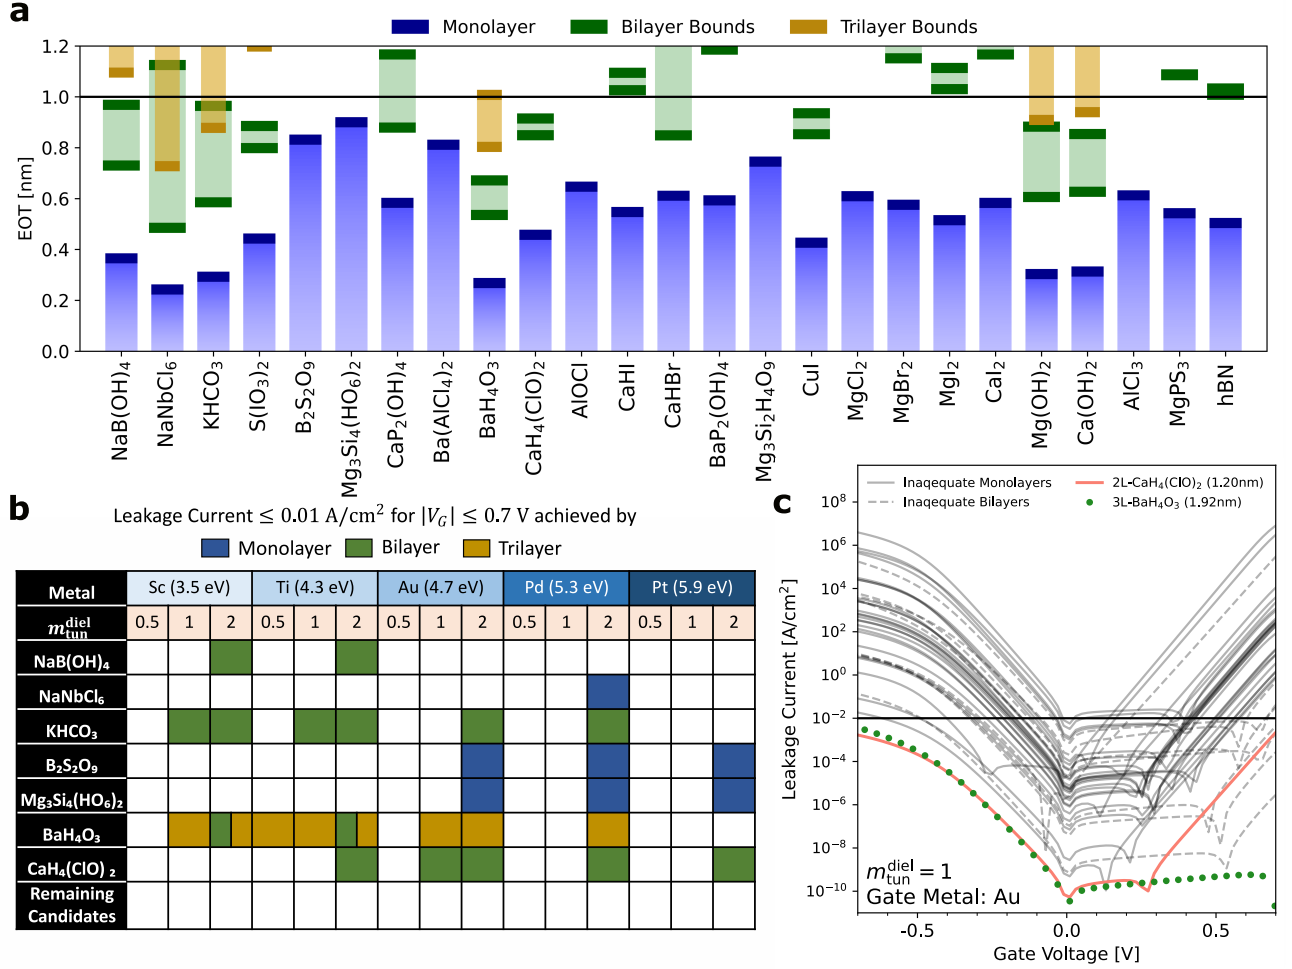 a
Monolayer Bilayer Bounds Trilayer Bounds
EOT [nm]
1.2
1.0
0.8
0.6
0.4
0.2
0.0
NaB(OH)₄
NaNbCl₆
KHCO₃
S(IO₃)₂
B₂S₂O₉
Mg₃Si₄(HO₆)₂
CaP₂(OH)₄
Ba(AlCl₄)₂
BaH₄O₃
CaH₄(ClO)₂
AlOCl
CaHI
CaHBr
BaP₂(OH)₄
Mg₃Si₂H₄O₉
CuI
MgCl₂
MgBr₂
MgI₂
CaI₂
Mg(OH)₂
Ca(OH)₂
AlCl₃
MgPS₃
hBN
b
Leakage Current ≤ 0.01 A/cm² for |V_G| ≤ 0.7 V achieved by
Monolayer Bilayer Trilayer
Metal Sc (3.5 eV) Ti (4.3 eV) Au (4.7 eV) Pd (5.3 eV) Pt (5.9 eV)
m_tun^diel 0.5 1 2 0.5 1 2 0.5 1 2 0.5 1 2 0.5 1 2
NaB(OH)₄
NaNbCl₆
KHCO₃
B₂S₂O₉
Mg₃Si₄(HO₆)₂
BaH₄O₃
CaH₄(ClO) ₂
Remaining
Candidates
c
Inaqequate Monolayers
Inaqequate Bilayers
2L-CaH₄(ClO)₂ (1.20nm)
3L-BaH₄O₃ (1.92nm)
Leakage Current [A/cm²]
10⁸
10⁶
10⁴
10²
10⁰
10⁻²
10⁻⁴
10⁻⁶
10⁻⁸
10⁻¹⁰
m_tun^diel = 1
Gate Metal: Au
-0.5 0.0 0.5
Gate Voltage [V]